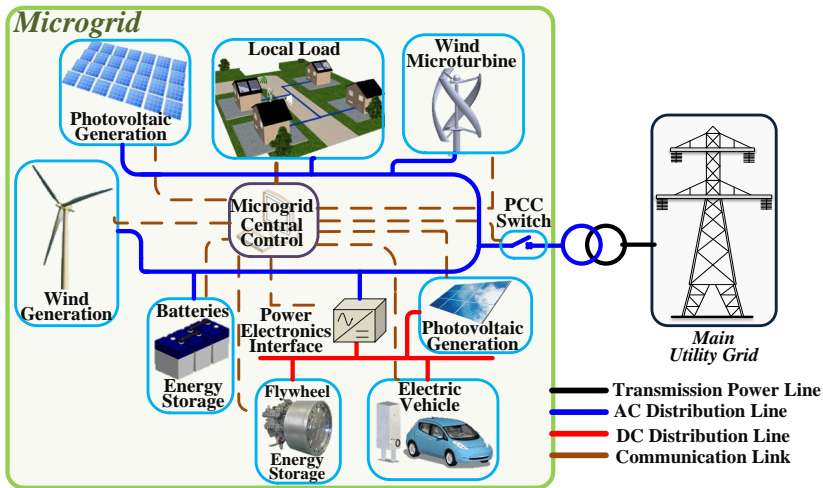 Microgrid
Photovoltaic
Generation
Local Load
Wind
Microturbine
Microgrid
Central
Control
PCC
Switch
Wind
Generation
Batteries
Energy
Storage
Power
Electronics
Interface
Photovoltaic
Generation
Flywheel
Energy
Storage
Electric
Vehicle
Main
Utility Grid
Transmission Power Line
AC Distribution Line
DC Distribution Line
Communication Link